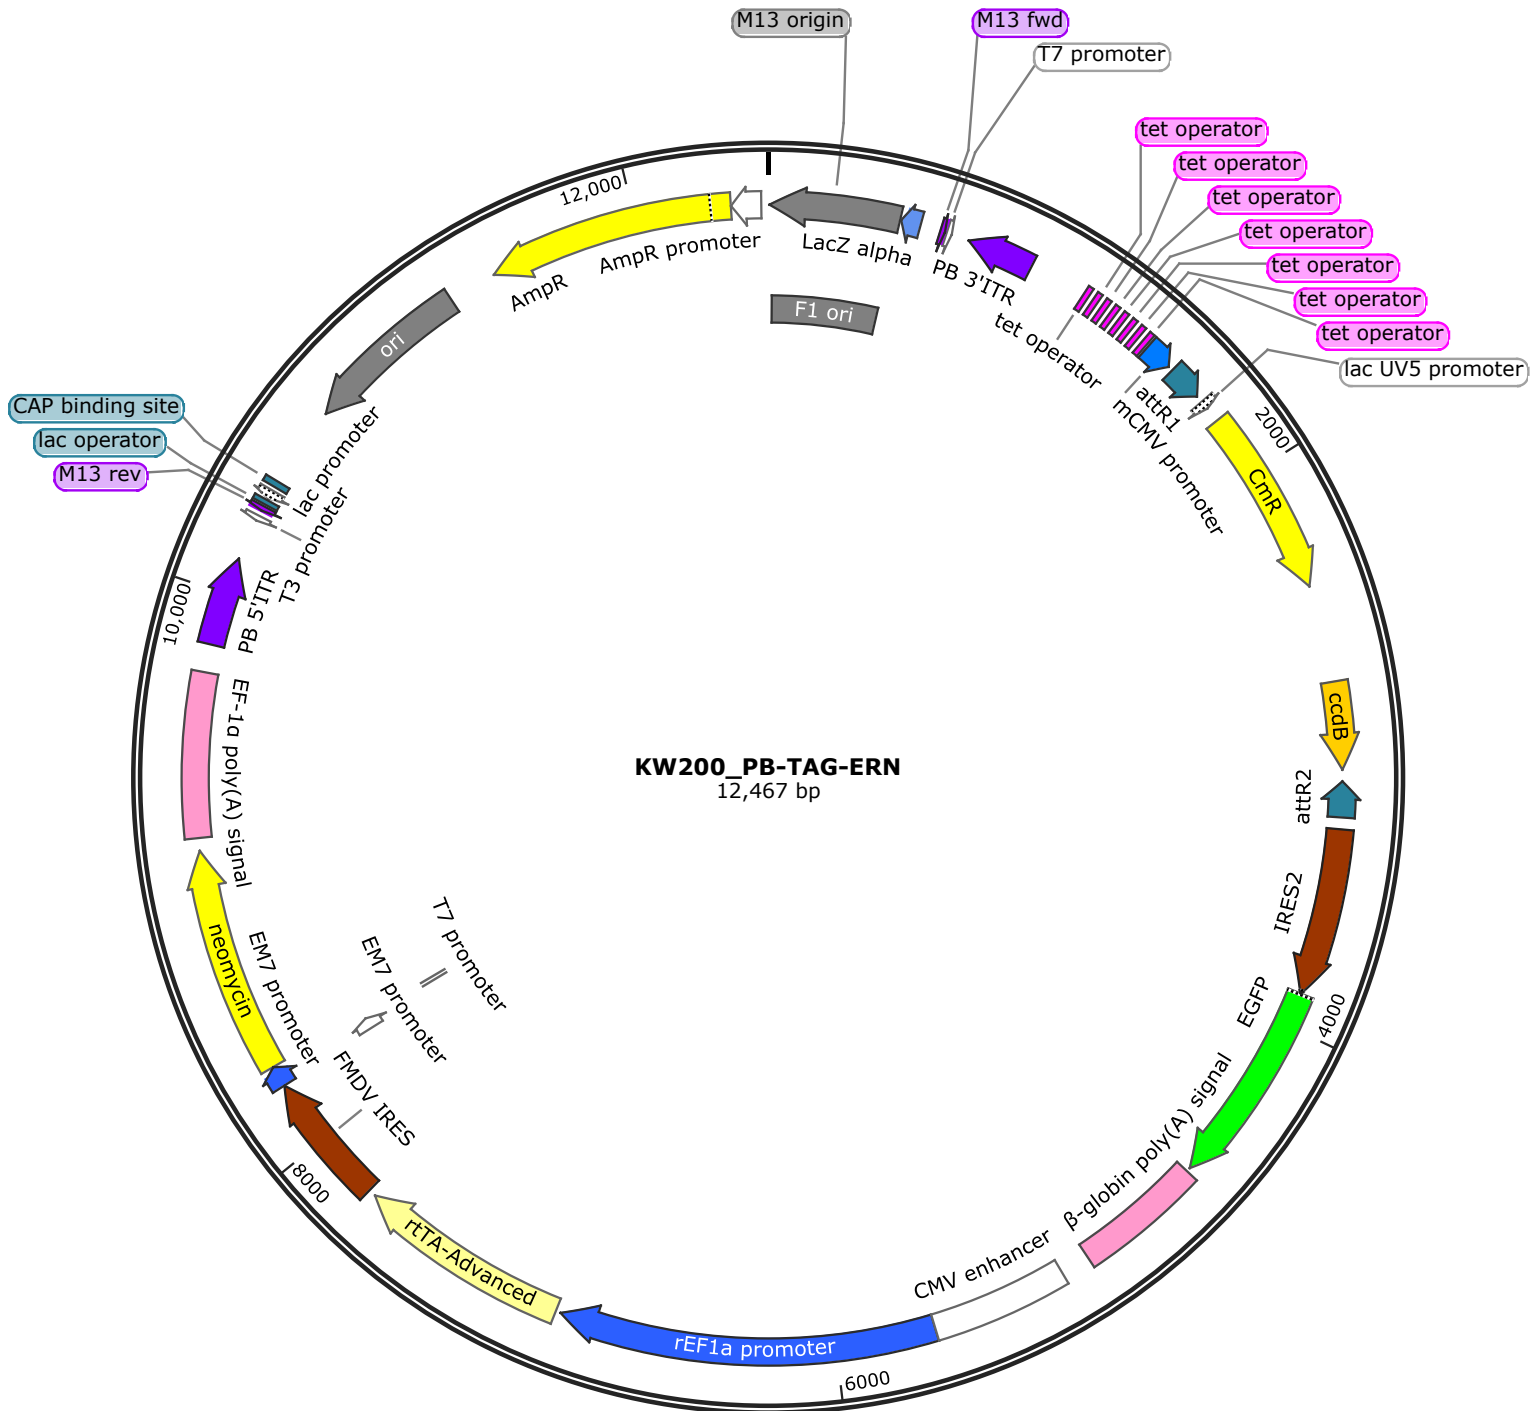 M13 origin
M13 fwd
T7 promoter
tet operator
tet operator
tet operator
tet operator
tet operator
tet operator
tet operator
lac UV5 promoter
12,000
AmpR promoter
AmpR
LacZ alpha
F1 ori
PB 3'ITR
tet operator
mCMV promoter
attR1
2000
CmR
ccdB
attR2
IRES2
EGFP
4000
β-globin poly(A) signal
CMV enhancer
6000
rEF1a promoter
rtTA-Advanced
8000
FMDV IRES
EM7 promoter
T7 promoter
EM7 promoter
neomycin
EF-1α poly(A) signal
PB 5'ITR
10,000
T3 promoter
lac promoter
M13 rev
lac operator
CAP binding site
ori
KW200_PB-TAG-ERN
12,467 bp